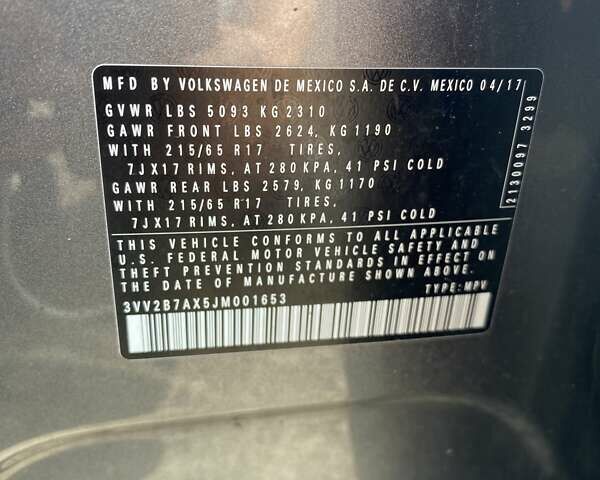 MFD BY VOLKSWAGEN DE MEXICO S.A. DE C.V. MEXICO 04/17
GVWR LBS 5093 KG 2310
GAWR FRONT LBS 2624, KG 1190
WITH 215/65 R17 TIRES,
7JX17 RIMS, AT 280 KPA, 41 PSI COLD
GAWR REAR LBS 2579, KG 1170
WITH 215/65 R17 TIRES,
7JX17 RIMS, AT 280 KPA, 41 PSI COLD
2130097 3299
THIS VEHICLE CONFORMS TO ALL APPLICABLE
U.S. FEDERAL MOTOR VEHICLE SAFETY AND
THEFT PREVENTION STANDARDS IN EFFECT ON
THE DATE OF MANUFACTURE SHOWN ABOVE.
3VV2B7AX5JM001653 TYPE: MPV